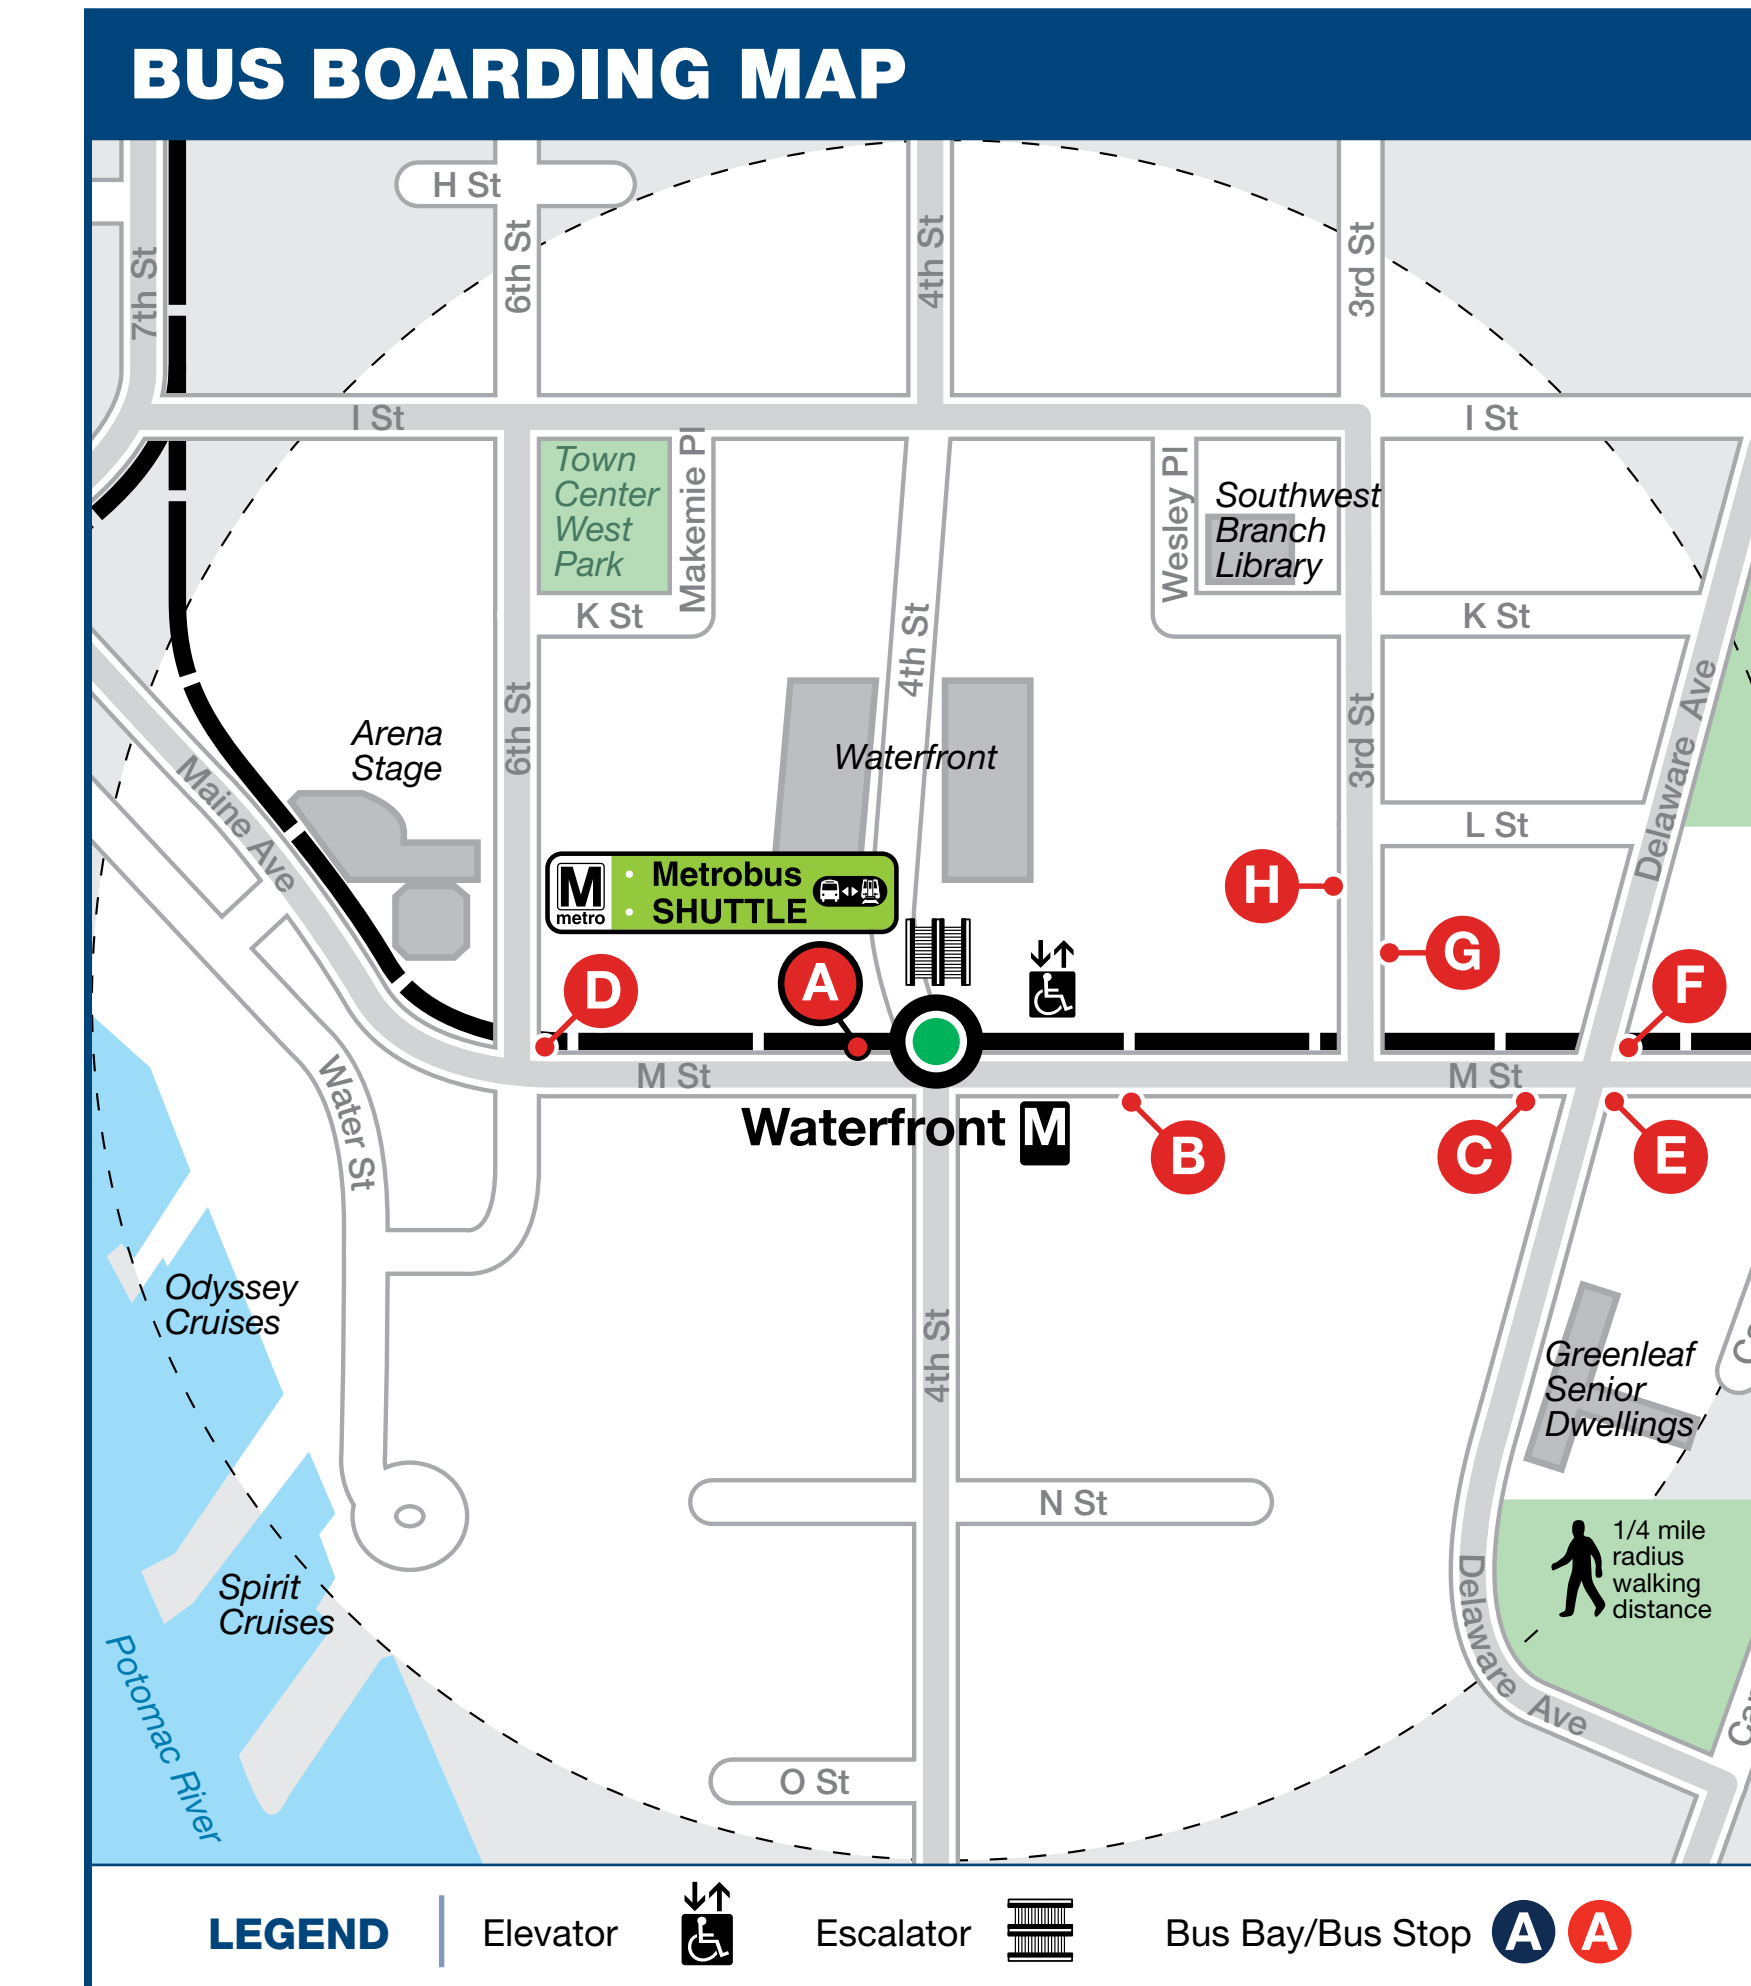 BUS BOARDING MAP
H St
7th St
6th St
4th St
3rd St
I St
I St
Town
Center
West
Park
Makemie Pl
Wesley Pl
Southwest
Branch
Library
K St
K St
4th St
6th St
3rd St
Delaware Ave
Arena
Stage
Waterfront
Maine Ave
L St
Delaware Ave
M
metro
• Metrobus
• SHUTTLE
H
G
D
A
F
M St
M St
Waterfront M
B
C
E
Water St
Odyssey
Cruises
4th St
Greenleaf
Senior
Dwellings
N St
1/4 mile
radius
walking
distance
Spirit
Cruises
Potomac River
Delaware Ave
O St
LEGEND
Elevator
Escalator
Bus Bay/Bus Stop A A